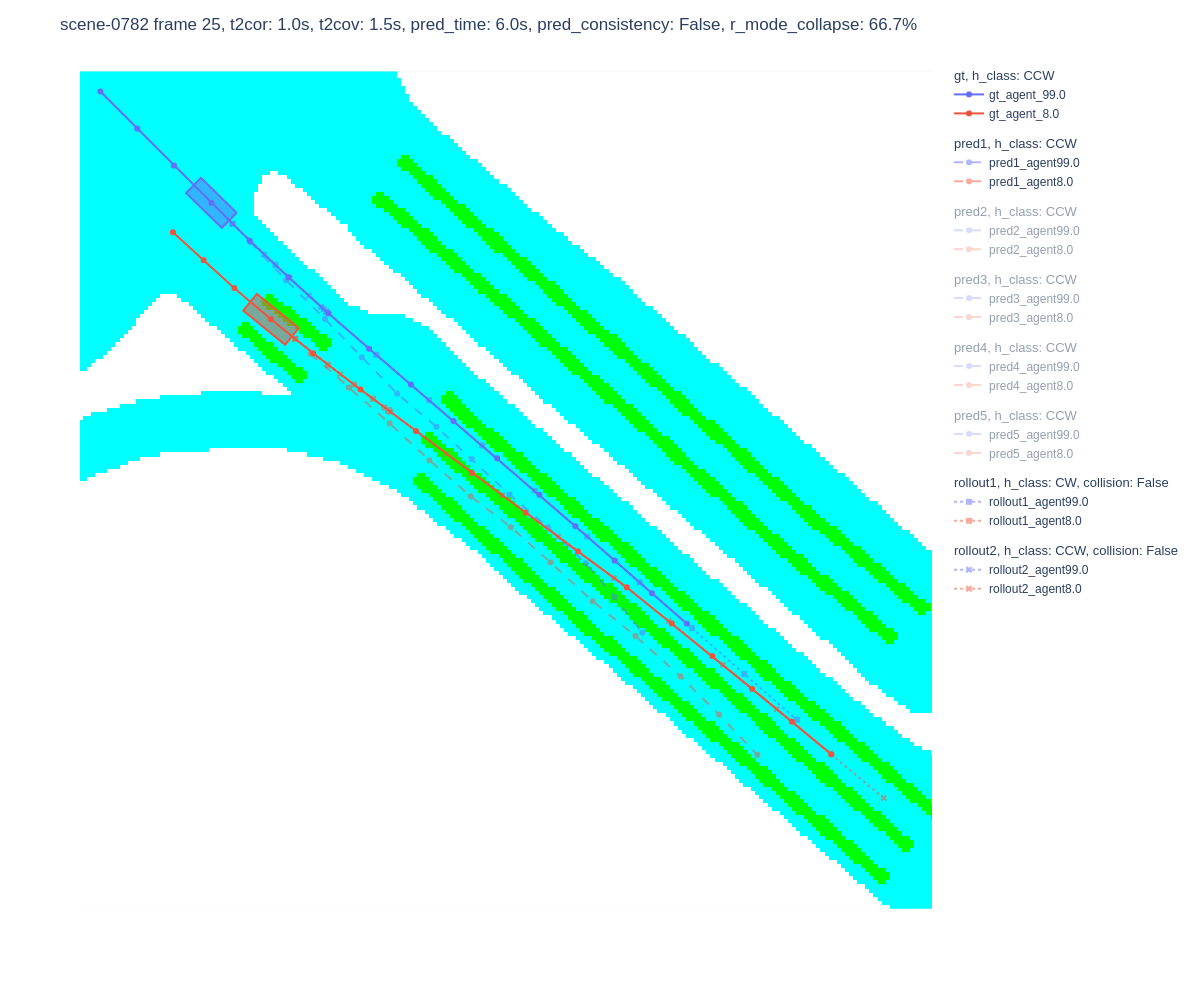 scene-0782 frame 25, t2cor: 1.0s, t2cov: 1.5s, pred_time: 6.0s, pred_consistency: False, r_mode_collapse: 66.7%
gt, h_class: CCW
gt_agent_99.0
gt_agent_8.0
pred1, h_class: CCW
pred1_agent99.0
pred1_agent8.0
pred2, h_class: CCW
pred2_agent99.0
pred2_agent8.0
pred3, h_class: CCW
pred3_agent99.0
pred3_agent8.0
pred4, h_class: CCW
pred4_agent99.0
pred4_agent8.0
pred5, h_class: CCW
pred5_agent99.0
pred5_agent8.0
rollout1, h_class: CW, collision: False
rollout1_agent99.0
rollout1_agent8.0
rollout2, h_class: CCW, collision: False
rollout2_agent99.0
rollout2_agent8.0